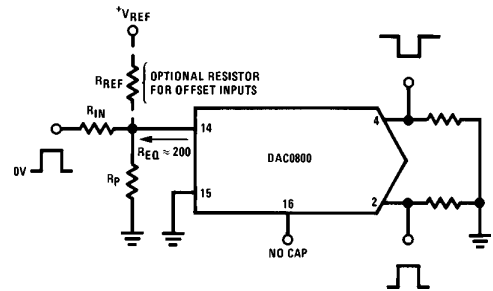 +VREF
RREF
OPTIONAL RESISTOR
FOR OFFSET INPUTS
RIN
0V
REQ ≈ 200
RP
14
15
16
4
2
DAC0800
NO CAP